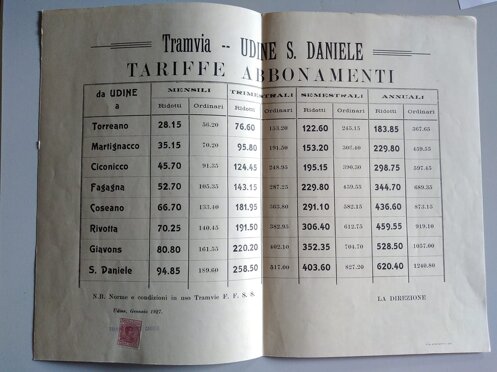 Tramvia -- UDINE S. DANIELE
TARIFFE ABBONAMENTI
da UDINE a MENSILI TRIMESTRALI SEMESTRALI ANNUALI
Ridotti Ordinari Ridotti Ordinari Ridotti Ordinari Ridotti Ordinari
Torreano 28.15 56.20 76.60 153.20 122.60 245.15 183.85 367.65
Martignacco 35.15 70.20 95.80 191.50 153.20 306.40 229.80 459.55
Ciconicco 45.70 91.35 124.45 248.95 195.15 390.30 298.75 597.45
Fagagna 52.70 105.35 143.15 287.25 229.80 459.55 344.70 689.35
Coseano 66.70 133.40 181.95 363.80 291.10 582.15 436.60 873.15
Rivotta 70.25 140.45 191.50 382.95 306.40 612.75 459.55 919.10
Giavons 80.80 161.55 220.20 402.10 352.35 704.70 528.50 1057.00
S. Daniele 94.85 189.60 258.50 517.00 403.60 827.20 620.40 1240.80
N.B. Norme e condizioni in uso Tramvie F. F. S. S.
Udine, Gennaio 1927.
LA DIREZIONE